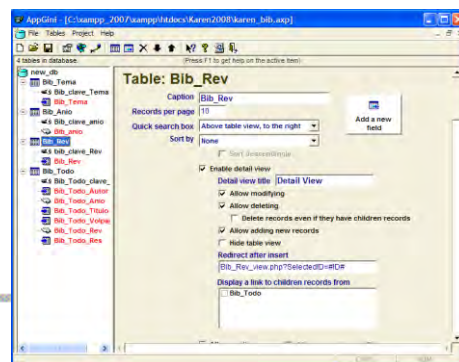 AppGini - [C:\xampp_2007\xampp\htdocs\Karen2008\karen_bib.axp]
File Tables Project Help
4 tables in database
(Press F1 to get help on the active item)
new_db
Bib_Tema
Bib_clave_Tema
Bib_Tema
Bib_Anio
Bib_clave_anio
Bib_anio
Bib_Rev
bib_clave_Rev
Bib_Rev
Bib_Todo
Bib_Todo_clave_
Bib_Todo_Autor
Bib_Todo_Anio
Bib_Todo_Titulo
Bib_Todo_Volpa
Bib_Todo_Rev
Bib_Todo_Res
Table: Bib_Rev
Caption Bib_Rev
Records per page 10
Quick search box Above table view, to the right
Sort by None
Sort descendingly
Add a new field
Enable detail view
Detail view title Detail View
Allow modifying
Allow deleting
Delete records even if they have children records
Allow adding new records
Hide table view
Redirect after insert
Bib_Rev_view.php?SelectedID=#ID#
Display a link to children records from
Bib_Todo